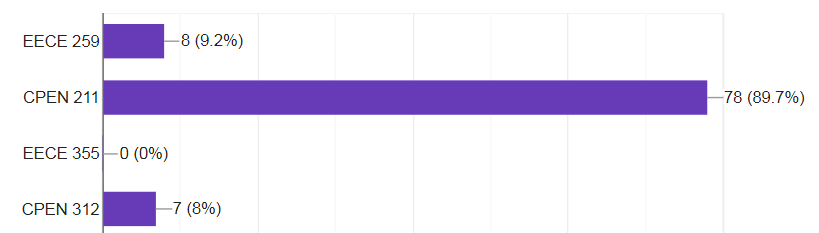 EECE 259 8 (9.2%)
CPEN 211 78 (89.7%)
EECE 355 0 (0%)
CPEN 312 7 (8%)